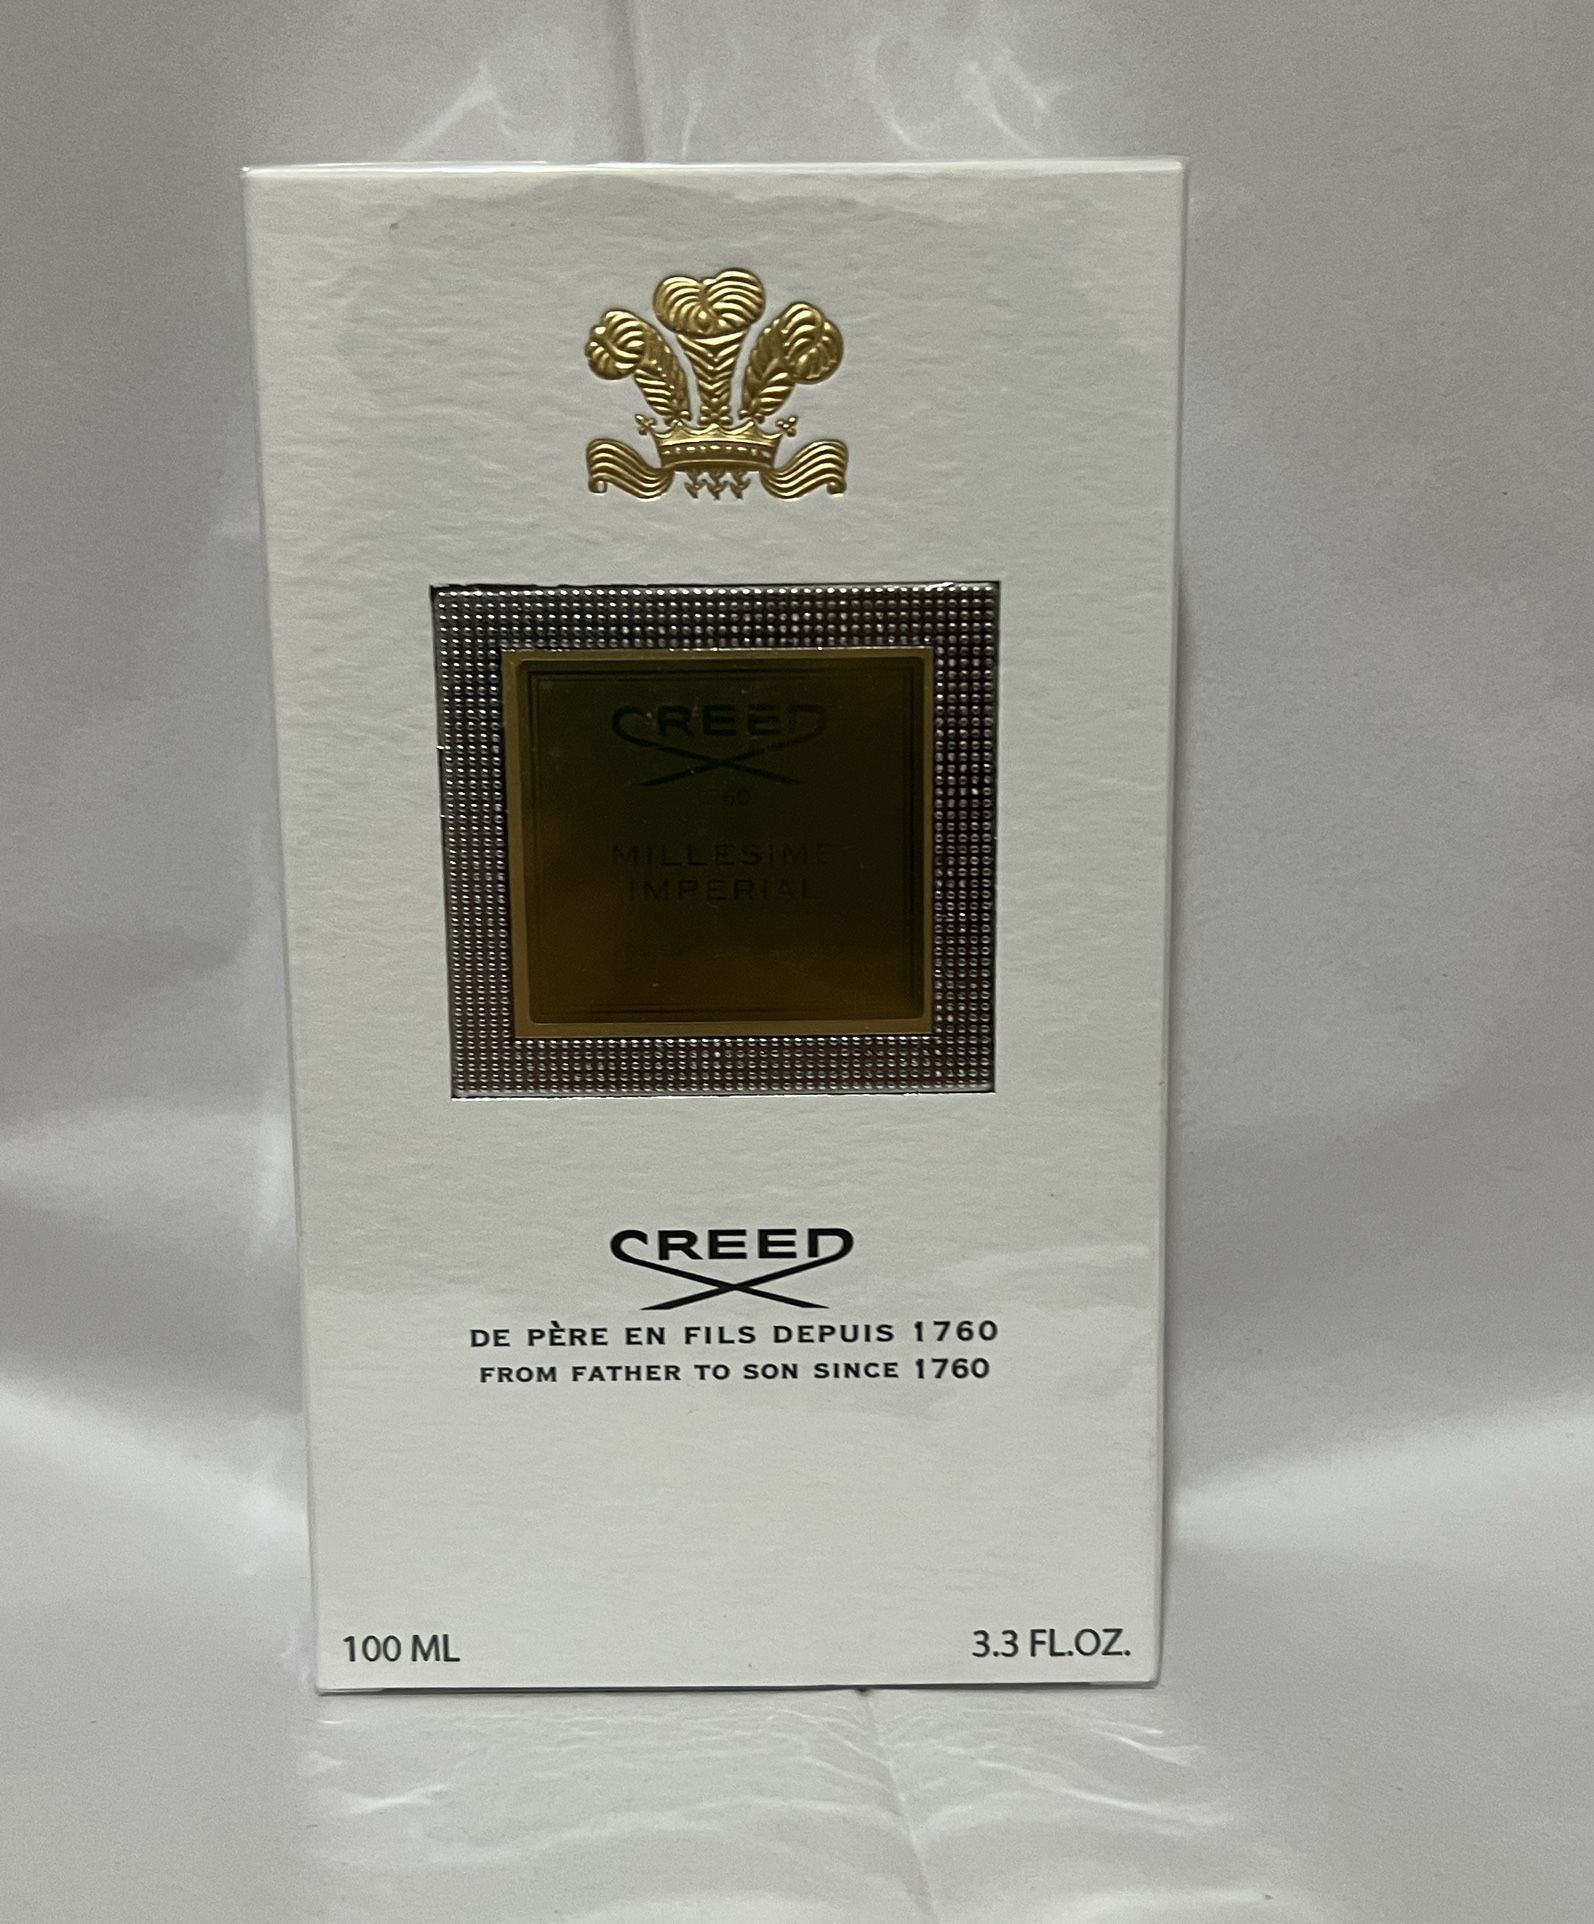 CREED
1760
MILLESIME
IMPERIAL
CREED
DE PÈRE EN FILS DEPUIS 1760
FROM FATHER TO SON SINCE 1760
100 ML
3.3 FL.OZ.